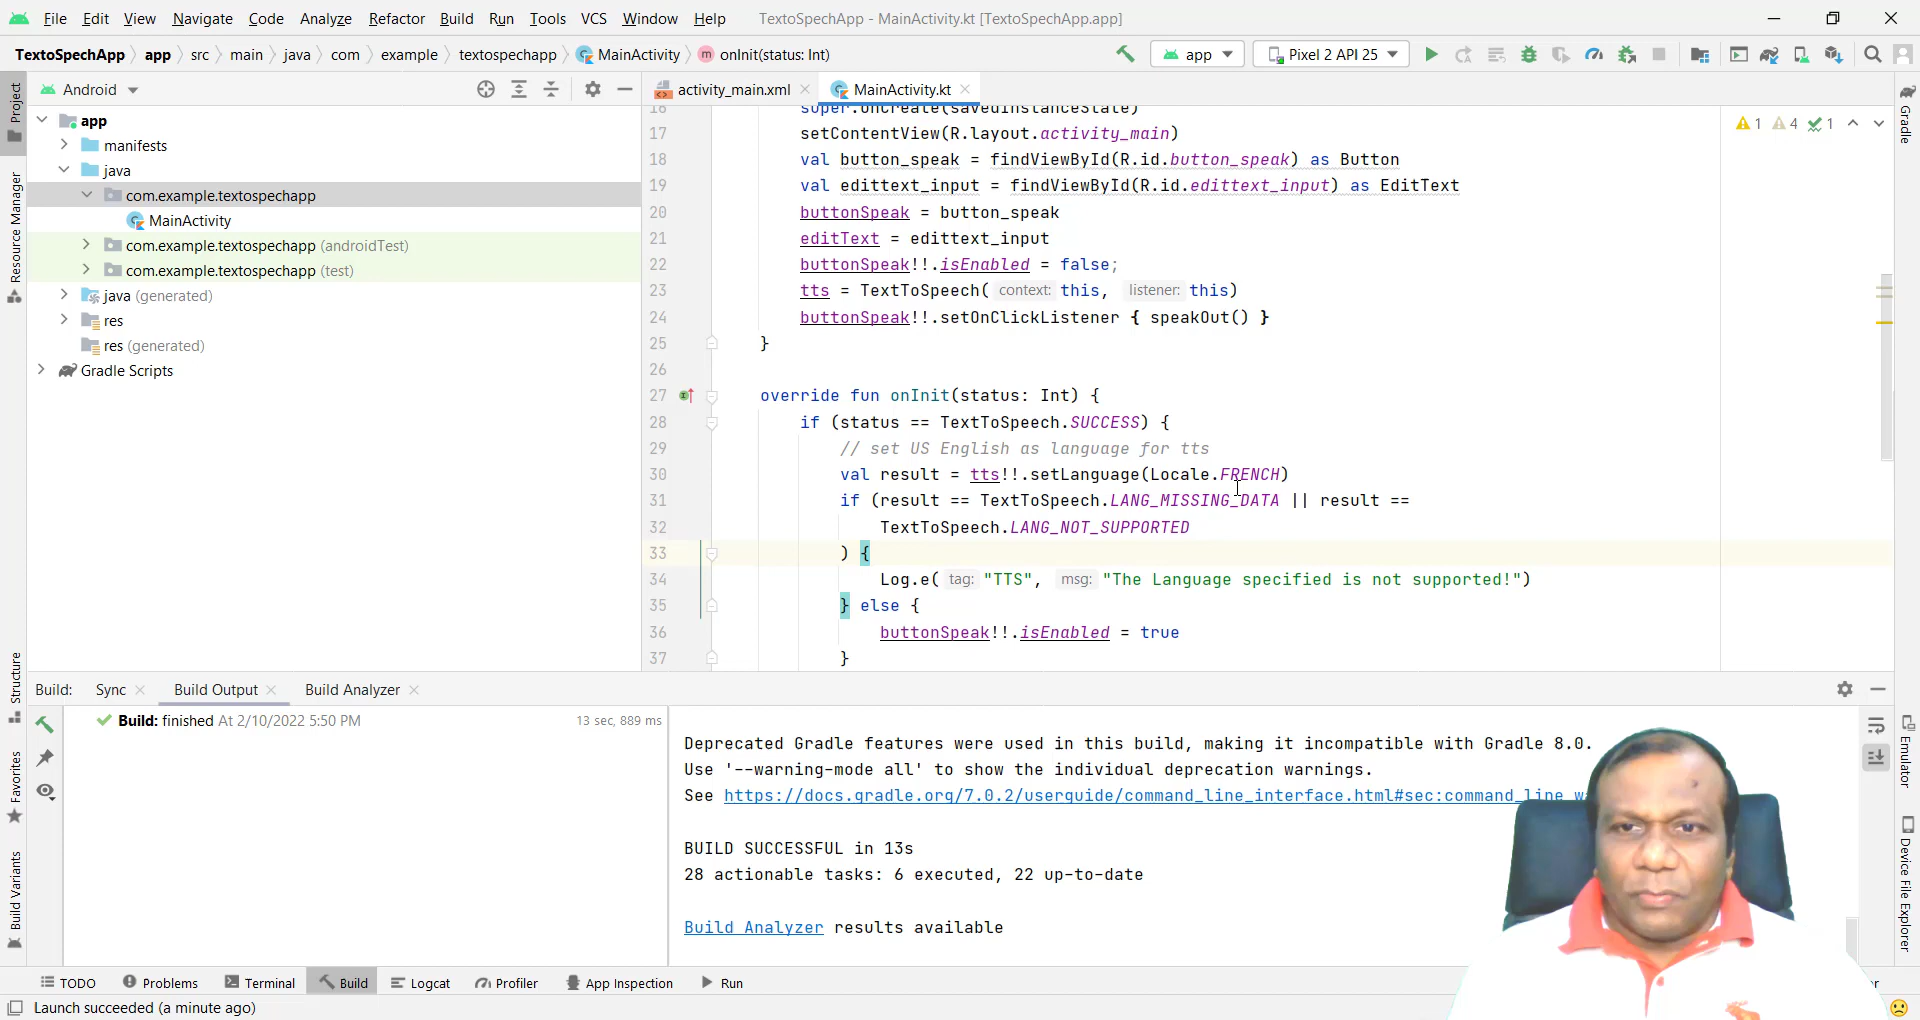 File Edit View Navigate Code Analyze Refactor Build Run Tools VCS Window Help TextoSpechApp - MainActivity.kt [TextoSpechApp.app]
TextoSpechApp app src main java com example textospechapp MainActivity onInit(status: Int) app Pixel 2 API 25
Project
Resource Manager
Structure
Favorites
Build Variants
Android
app
manifests
java
com.example.textospechapp
MainActivity
com.example.textospechapp (androidTest)
com.example.textospechapp (test)
java (generated)
res
res (generated)
Gradle Scripts
activity_main.xml MainActivity.kt
1 4 1
16 super.onCreate(savedInstanceState)
17 setContentView(R.layout.activity_main)
18 val button_speak = findViewById(R.id.button_speak) as Button
19 val edittext_input = findViewById(R.id.edittext_input) as EditText
20 buttonSpeak = button_speak
21 editText = edittext_input
22 buttonSpeak!!.isEnabled = false;
23 tts = TextToSpeech( context: this, listener: this)
24 buttonSpeak!!.setOnClickListener { speakOut() }
25 }
26
27 override fun onInit(status: Int) {
28 if (status == TextToSpeech.SUCCESS) {
29 // set US English as language for tts
30 val result = tts!!.setLanguage(Locale.FRENCH)
31 if (result == TextToSpeech.LANG_MISSING_DATA || result ==
32 TextToSpeech.LANG_NOT_SUPPORTED
33 ) {
34 Log.e( tag: "TTS", msg: "The Language specified is not supported!")
35 } else {
36 buttonSpeak!!.isEnabled = true
37 }
Gradle
Emulator
Device File Explorer
Build: Sync Build Output Build Analyzer
Build: finished At 2/10/2022 5:50 PM 13 sec, 889 ms
Deprecated Gradle features were used in this build, making it incompatible with Gradle 8.0.
Use '--warning-mode all' to show the individual deprecation warnings.
See https://docs.gradle.org/7.0.2/userguide/command_line_interface.html#sec:command_line_w
BUILD SUCCESSFUL in 13s
28 actionable tasks: 6 executed, 22 up-to-date
Build Analyzer results available
TODO Problems Terminal Build Logcat Profiler App Inspection Run
Launch succeeded (a minute ago)